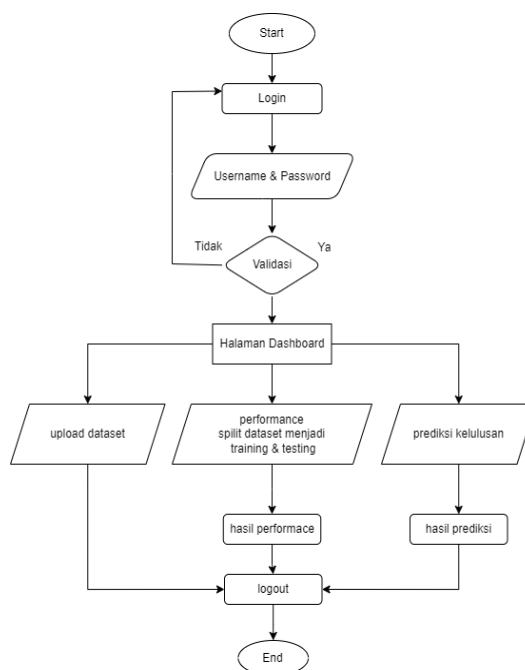 Start
Login
Username & Password
Tidak
Ya
Validasi
Halaman Dashboard
upload dataset
performance
spilit dataset menjadi
training & testing
prediksi kelulusan
hasil performace
hasil prediksi
logout
End